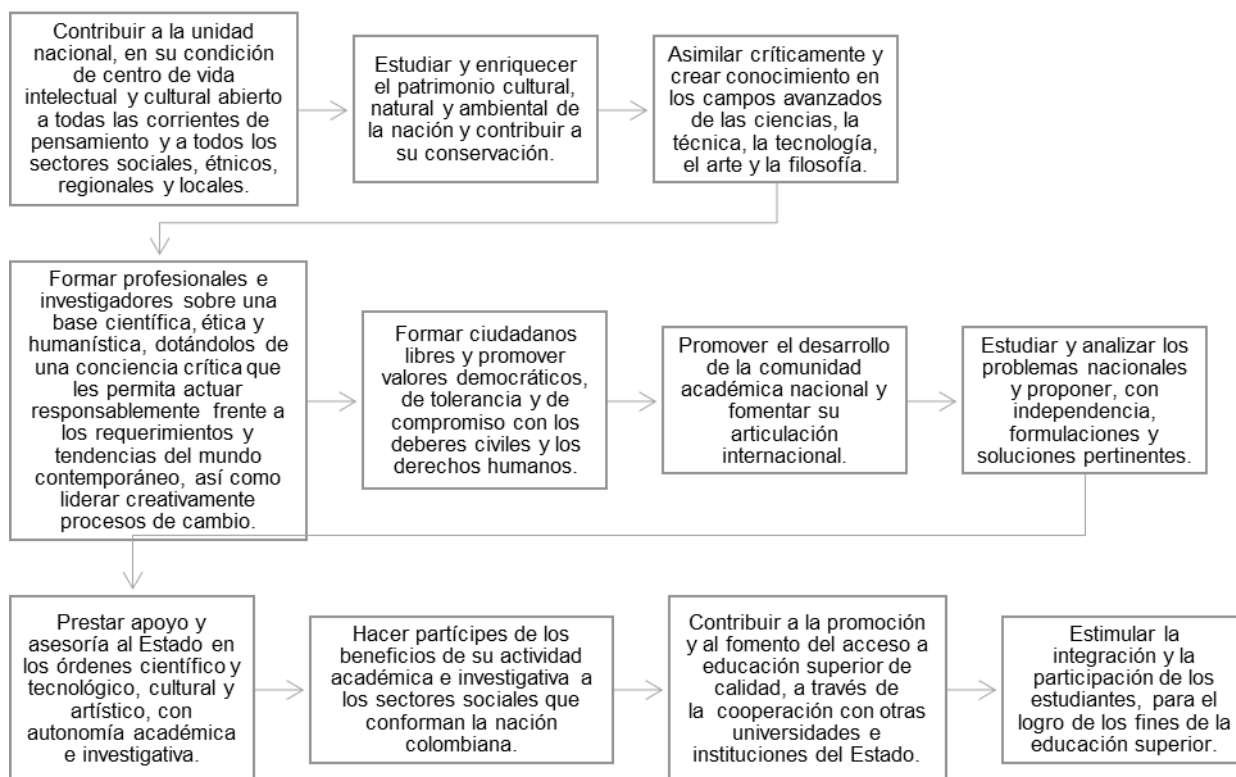 Contribuir a la unidad
nacional, en su condición
de centro de vida
intelectual y cultural abierto
a todas las corrientes de
pensamiento y a todos los
sectores sociales, étnicos,
regionales y locales.
Estudiar y enriquecer
el patrimonio cultural,
natural y ambiental de
la nación y contribuir a
su conservación.
Asimilar críticamente y
crear conocimiento en
los campos avanzados
de las ciencias, la
técnica, la tecnología,
el arte y la filosofía.
Formar profesionales e
investigadores sobre una
base científica, ética y
humanística, dotándolos de
una conciencia crítica que
les permita actuar
responsablemente frente a
los requerimientos y
tendencias del mundo
contemporáneo, así como
liderar creativamente
procesos de cambio.
Formar ciudadanos
libres y promover
valores democráticos,
de tolerancia y de
compromiso con los
deberes civiles y los
derechos humanos.
Promover el desarrollo
de la comunidad
académica nacional y
fomentar su
articulación
internacional.
Estudiar y analizar los
problemas nacionales
y proponer, con
independencia,
formulaciones y
soluciones pertinentes.
Prestar apoyo y
asesoría al Estado en
los órdenes científico y
tecnológico, cultural y
artístico, con
autonomía académica
e investigativa.
Hacer partícipes de los
beneficios de su actividad
académica e investigativa a
los sectores sociales que
conforman la nación
colombiana.
Contribuir a la promoción
y al fomento del acceso a
educación superior de
calidad, a través de
la cooperación con otras
universidades e
instituciones del Estado.
Estimular la
integración y la
participación de los
estudiantes, para el
logro de los fines de la
educación superior.